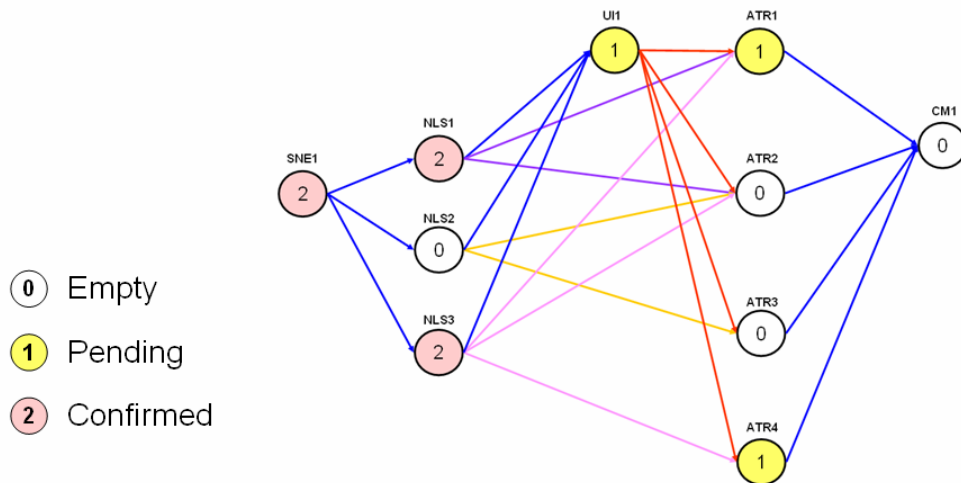 UI1
1
ATR1
1
NLS1
2
CM1
0
SNE1
2
ATR2
0
NLS2
0
0 Empty
ATR3
0
NLS3
2
1 Pending
2 Confirmed
ATR4
1